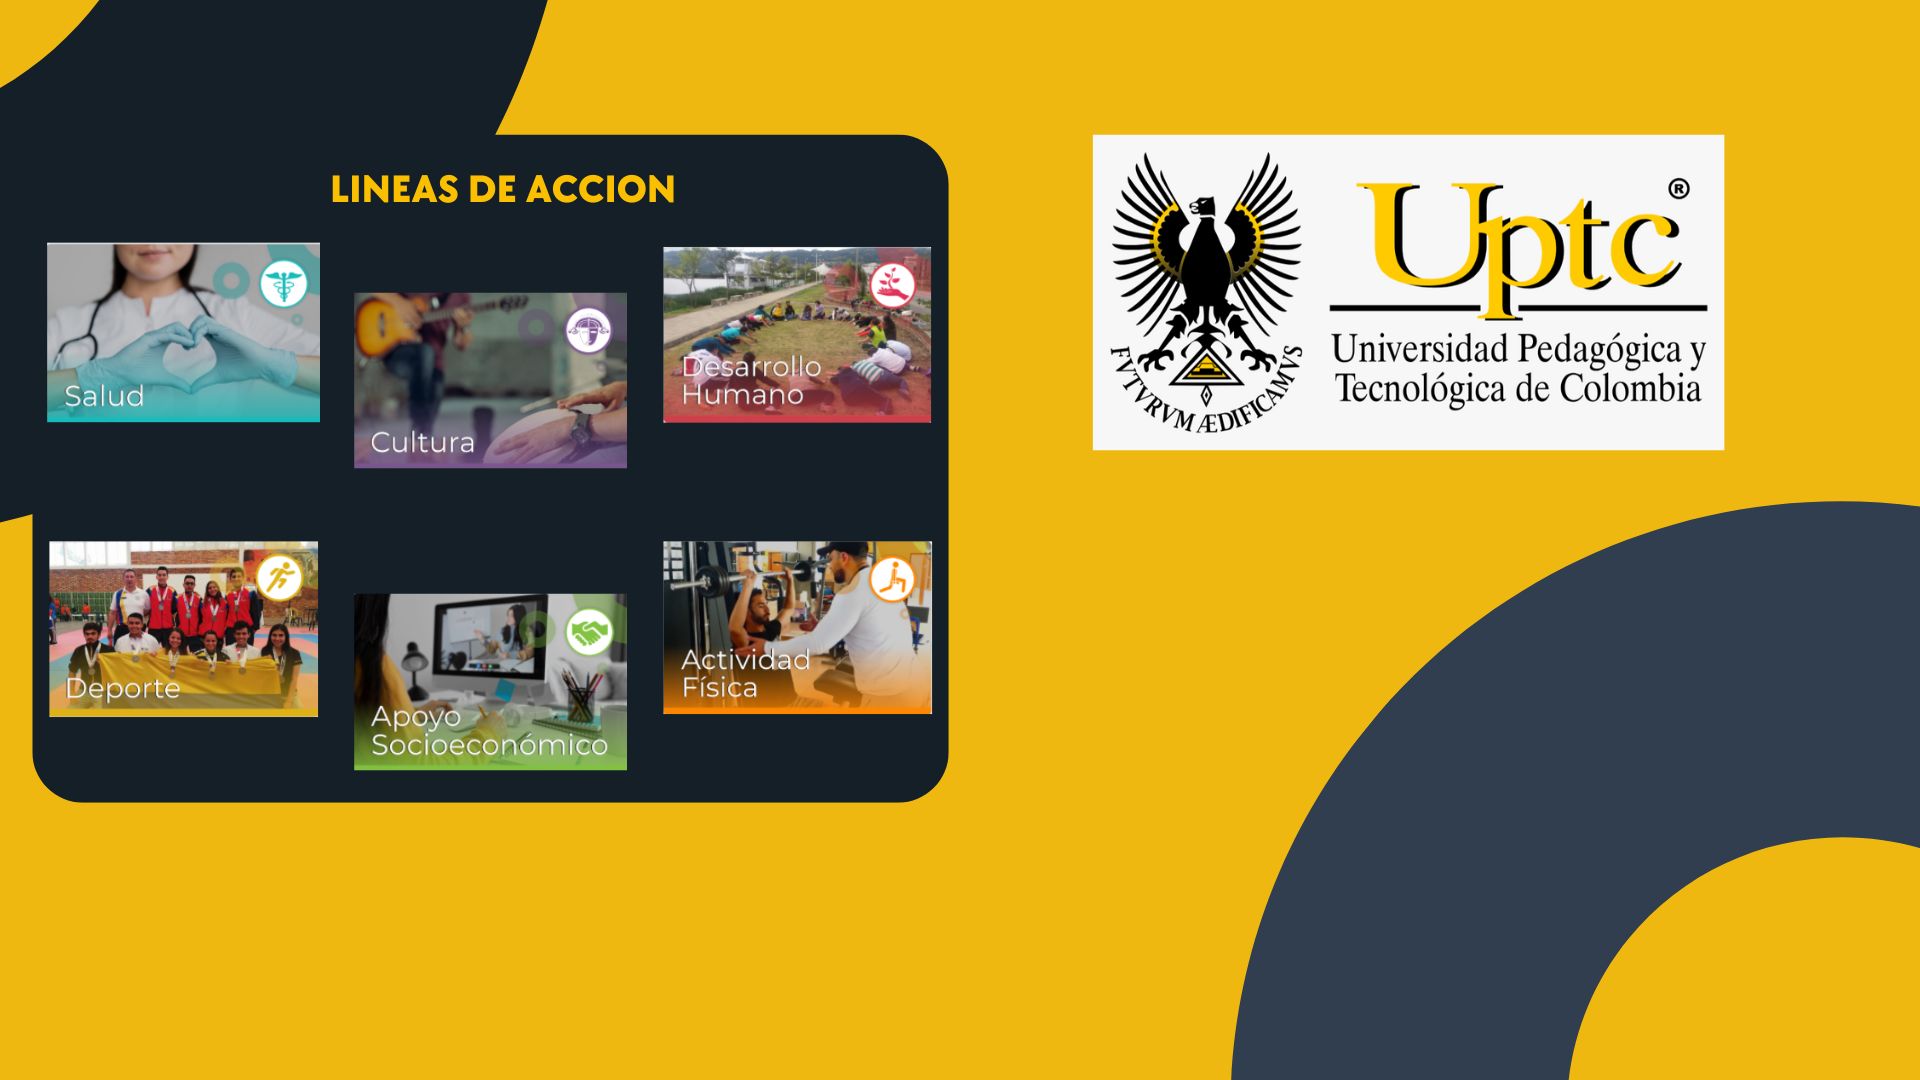 LINEAS DE ACCION
Salud
Cultura
Desarrollo
Humano
Deporte
Apoyo
Socioeconómico
Actividad
Física
Uptc®
Universidad Pedagógica y
Tecnológica de Colombia
FVTVRVM ÆDIFICAMVS